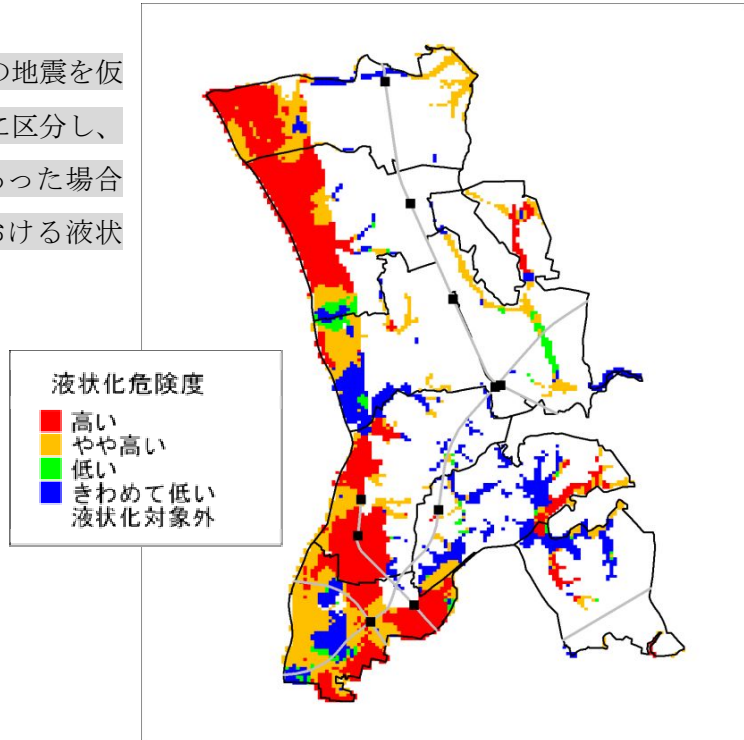 の地震を仮
に区分し、
あった場合
おける液状
液状化危険度
高い
やや高い
低い
きわめて低い
液状化対象外